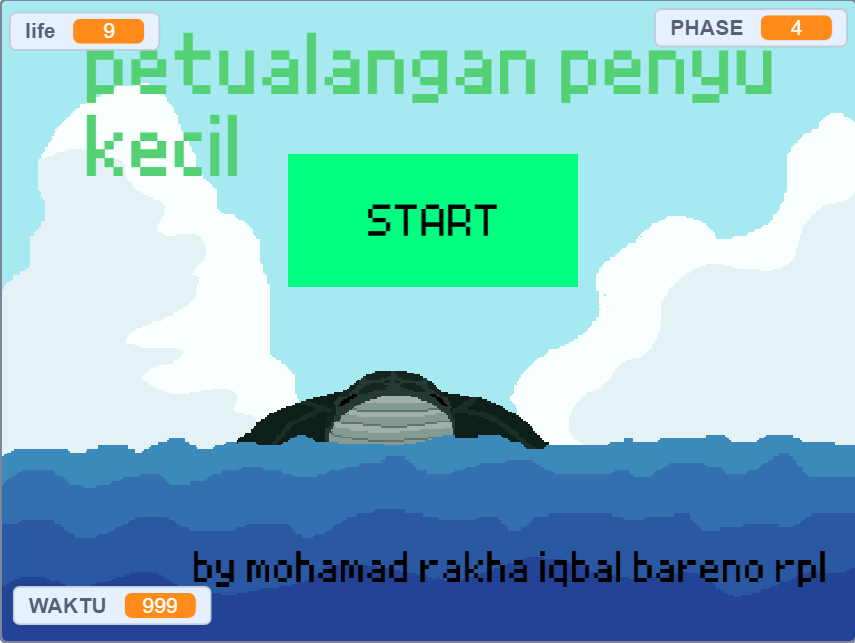 life 9
PHASE 4
petualangan penyu
kecil
START
by mohamad rakha iqbal bareno rpl
WAKTU 999